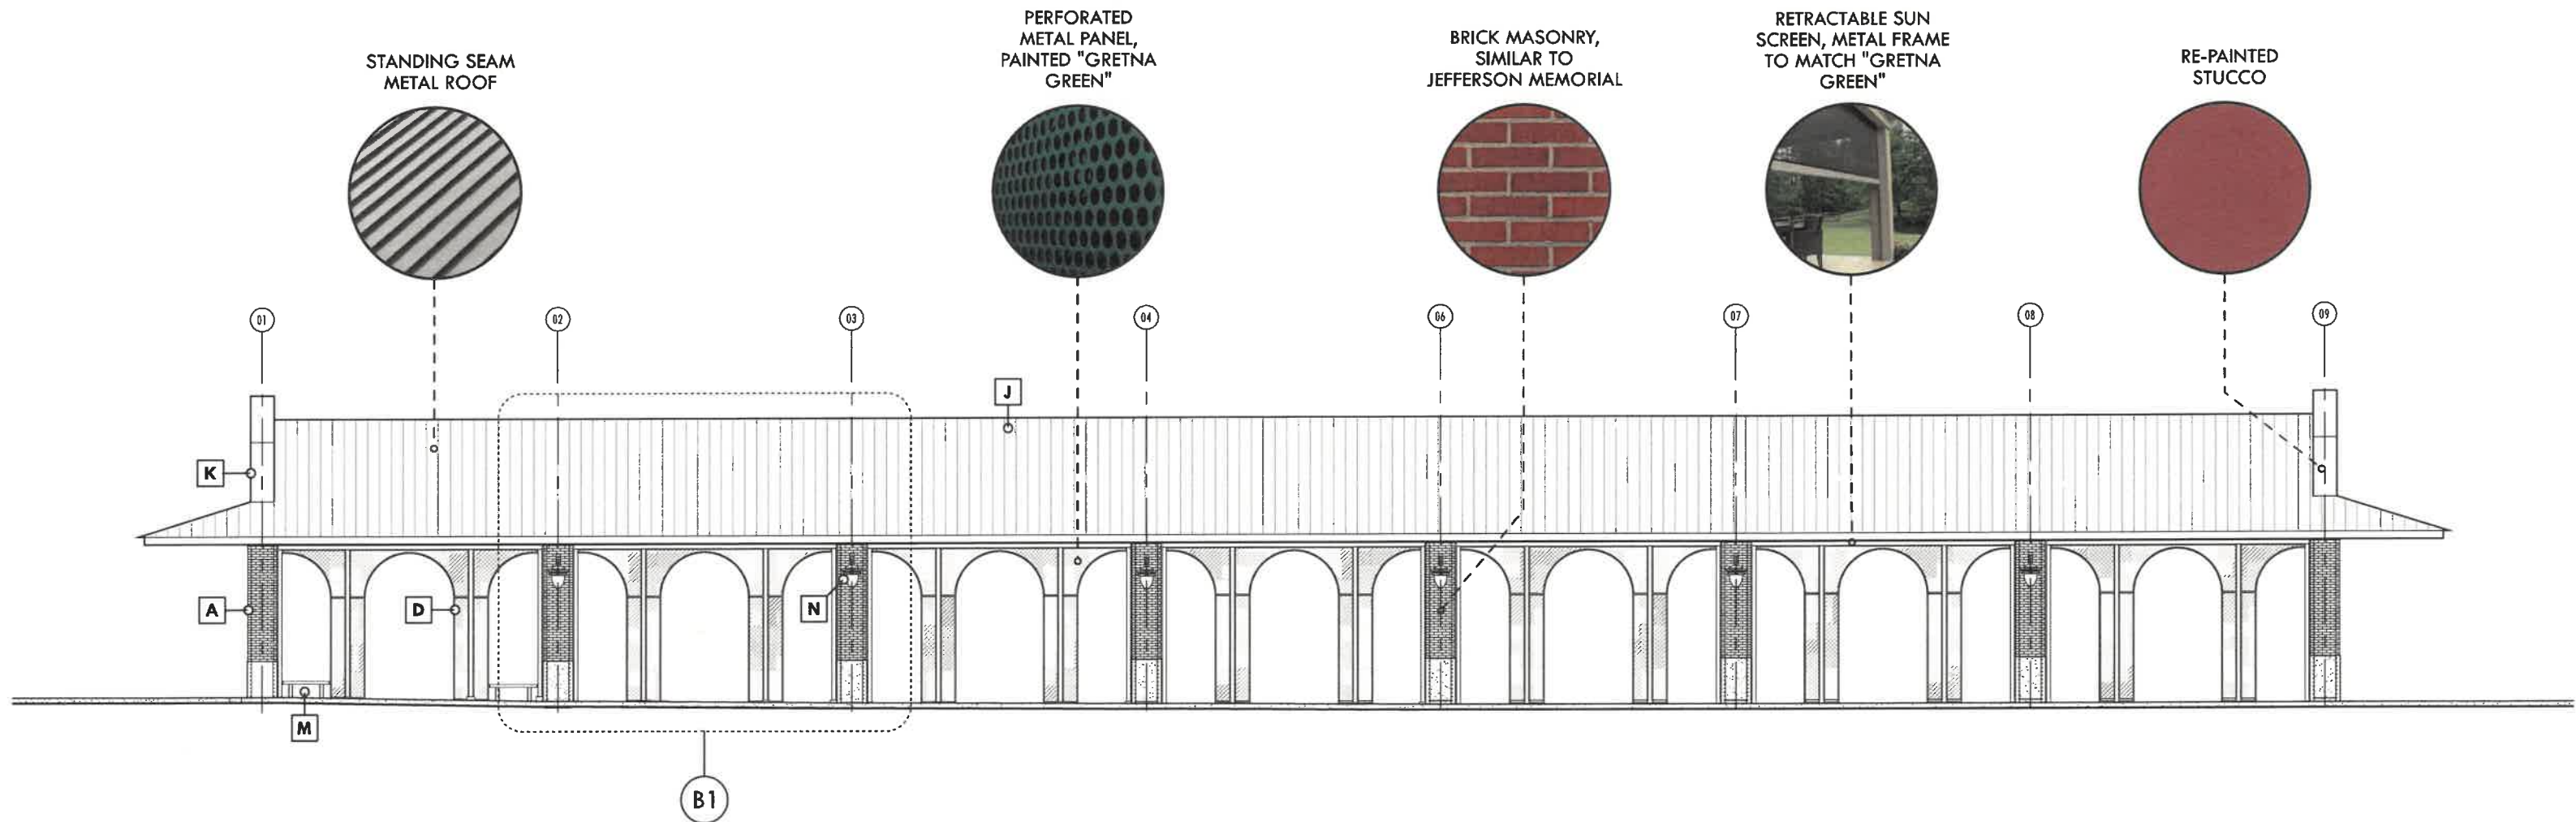 STANDING SEAM
METAL ROOF
PERFORATED
METAL PANEL,
PAINTED "GRETNA
GREEN"
BRICK MASONRY,
SIMILAR TO
JEFFERSON MEMORIAL
RETRACTABLE SUN
SCREEN, METAL FRAME
TO MATCH "GRETNA
GREEN"
RE-PAINTED
STUCCO
01
02
03
04
06
07
08
09
J
K
A
D
N
M
B1